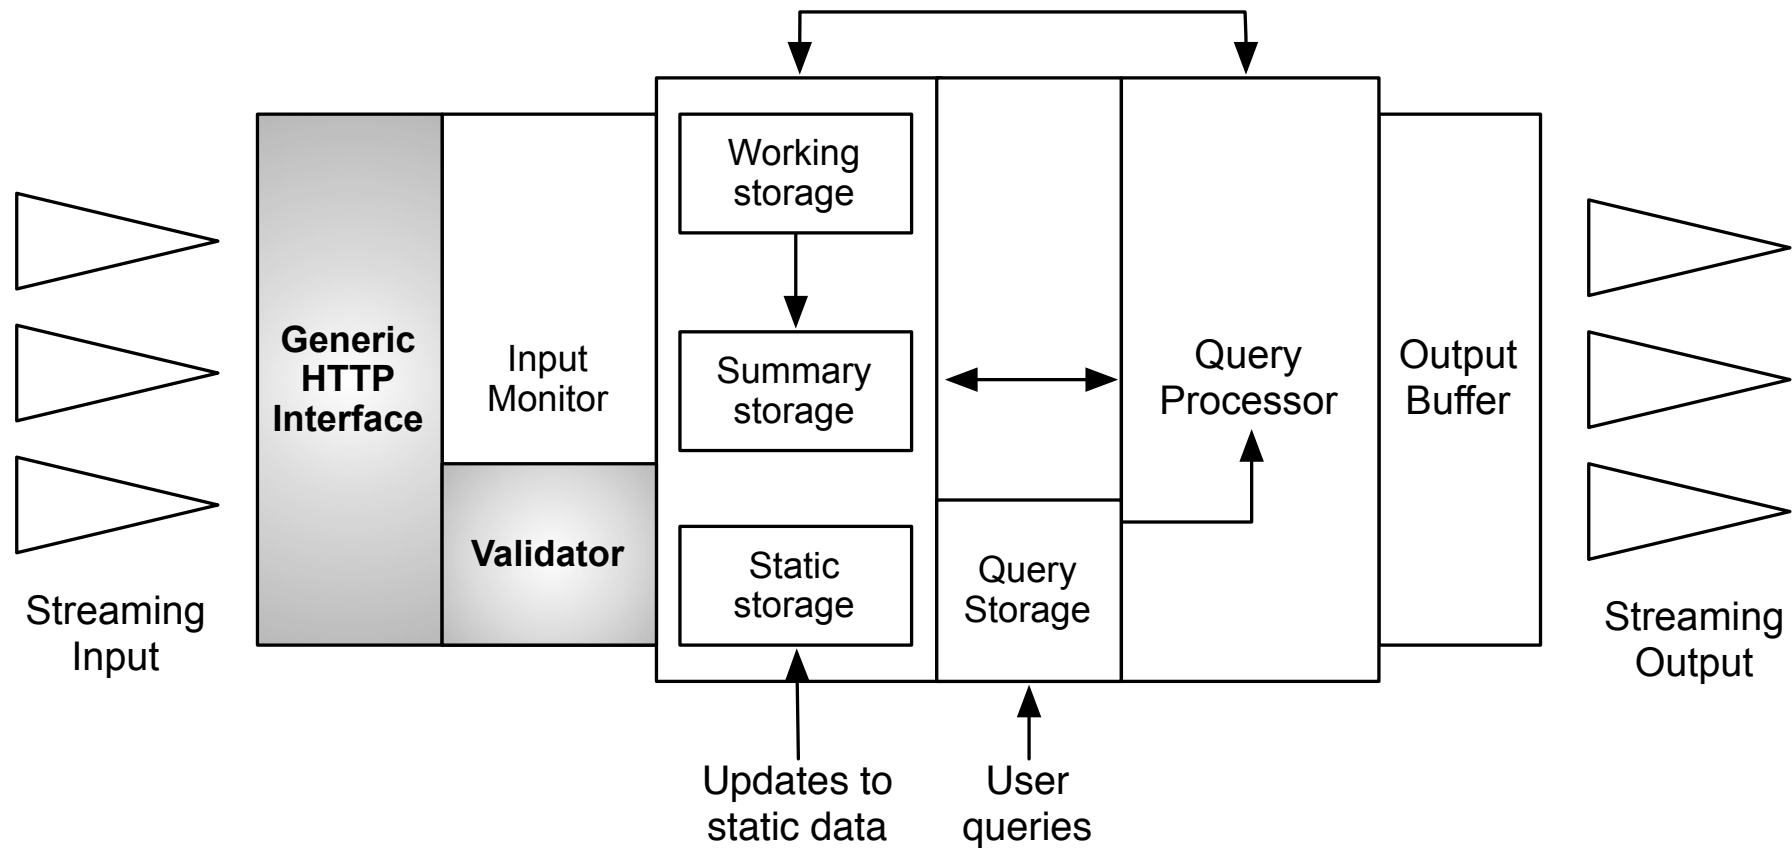 Working
storage
Generic
HTTP
Interface
Input
Monitor
Summary
storage
Query
Processor
Output
Buffer
Validator
Static
storage
Query
Storage
Streaming
Input
Streaming
Output
Updates to
static data
User
queries